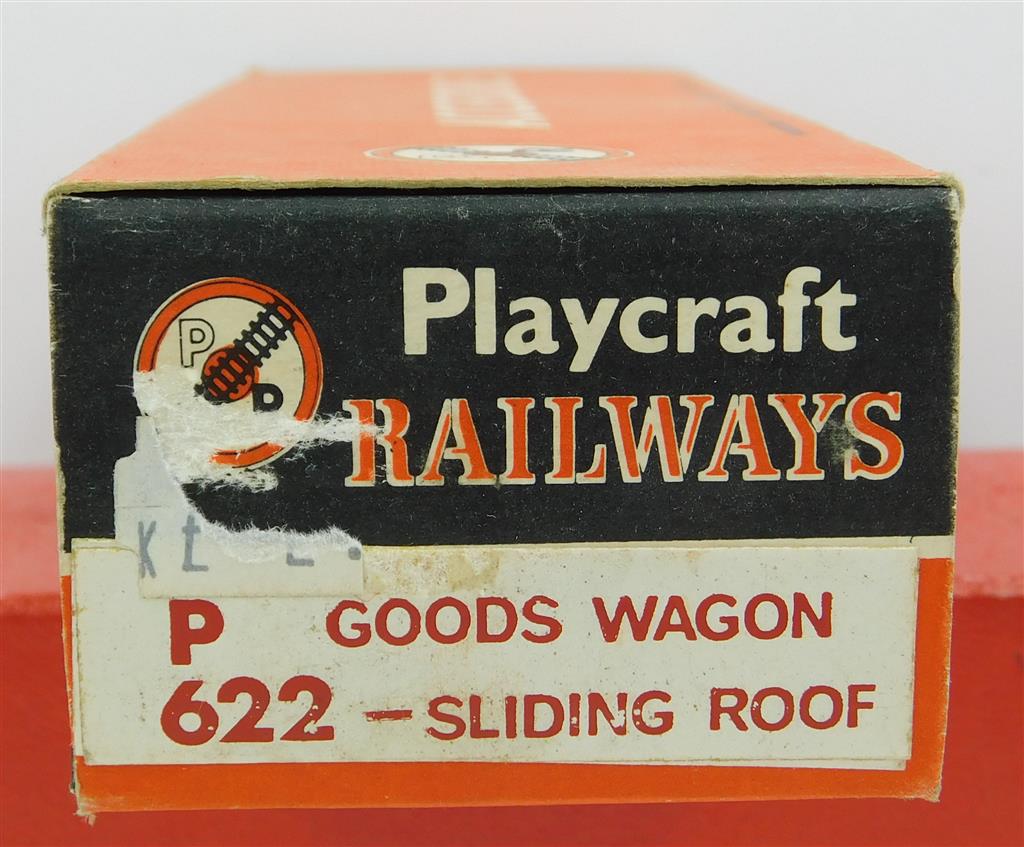 P
Playcraft
R
RAILWAYS
P GOODS WAGON
622 - SLIDING ROOF